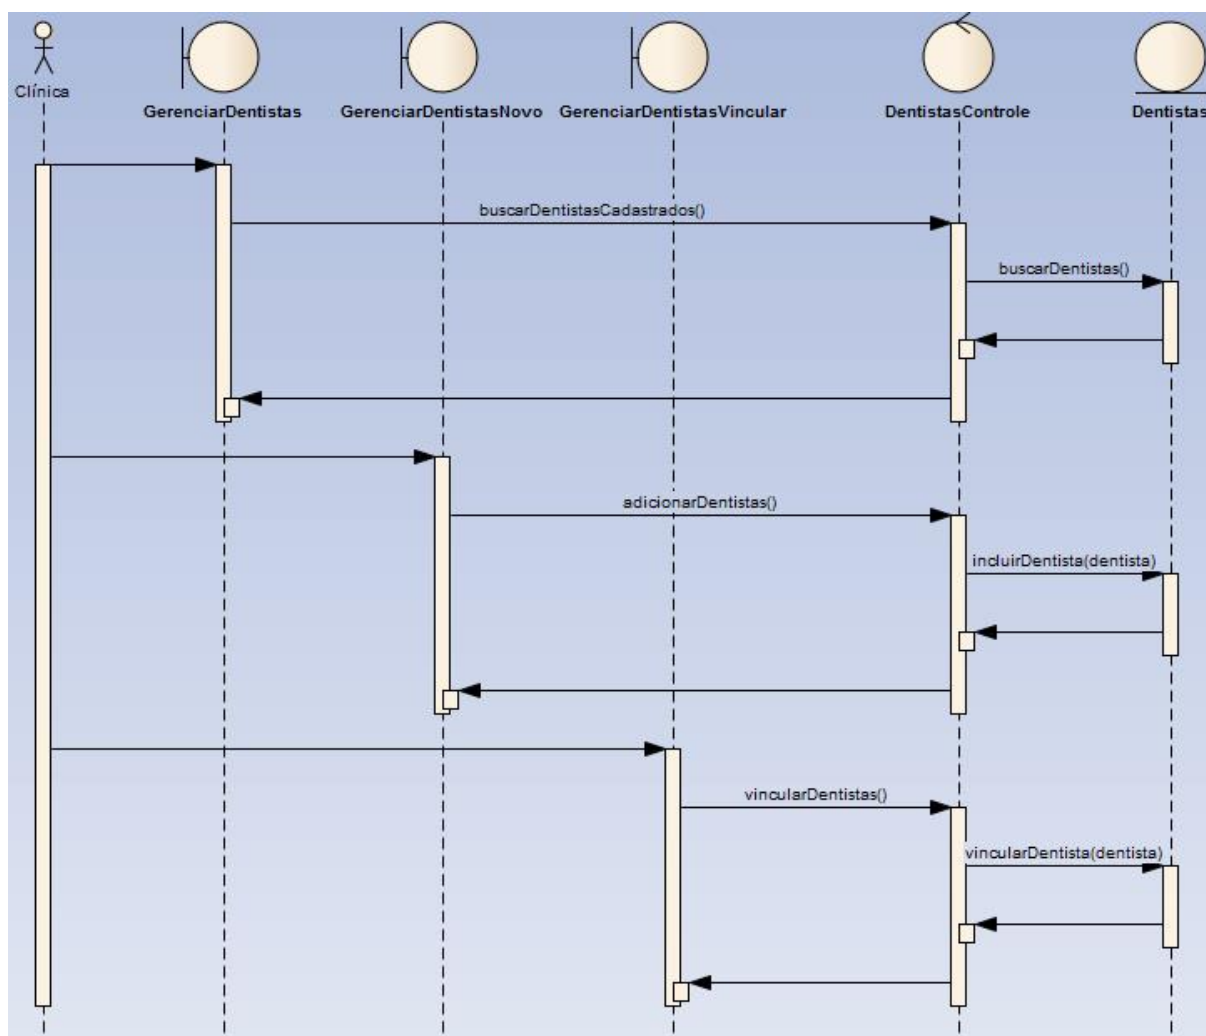 Clínica
GerenciarDentistas
GerenciarDentistasNovo
GerenciarDentistasVincular
DentistasControle
Dentistas
buscarDentistasCadastrados()
buscarDentistas()
adicionarDentistas()
incluirDentista(dentista)
vincularDentistas()
vincularDentista(dentista)